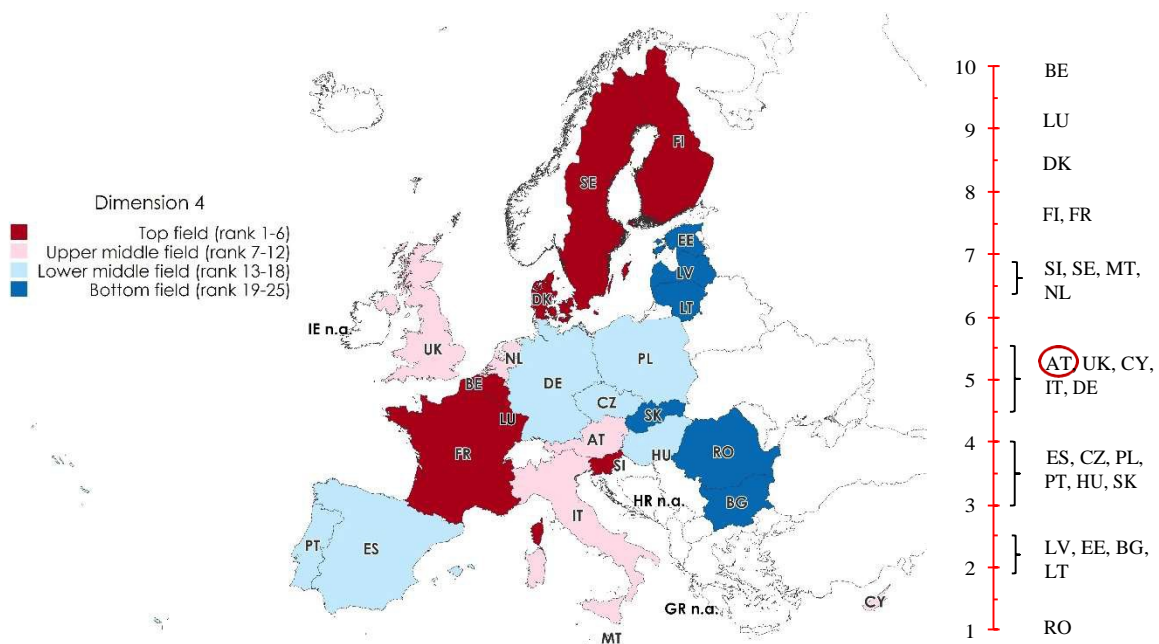 Dimension 4
Top field (rank 1-6)
Upper middle field (rank 7-12)
Lower middle field (rank 13-18)
Bottom field (rank 19-25)
FI
SE
EE
LV
LT
DK
IE n.a.
UK
NL
PL
BE
DE
LU
CZ
SK
FR
AT
HU
RO
SI
HR n.a.
BG
IT
PT
ES
GR n.a.
CY
MT
10 BE
9 LU
DK
8
FI, FR
7
SI, SE, MT,
NL
6
AT, UK, CY,
5 IT, DE
4
ES, CZ, PL,
PT, HU, SK
3
LV, EE, BG,
2 LT
1 RO